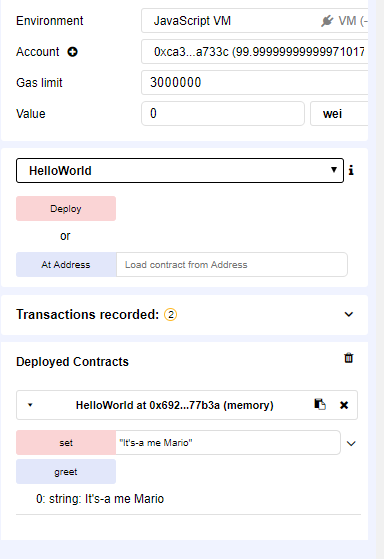 Environment JavaScript VM VM (-
Account 0xca3...a733c (99.99999999999971017
Gas limit 3000000
Value 0 wei
HelloWorld
Deploy
or
At Address Load contract from Address
Transactions recorded: 2
Deployed Contracts
HelloWorld at 0x692...77b3a (memory)
set "It's-a me Mario"
greet
0: string: It's-a me Mario